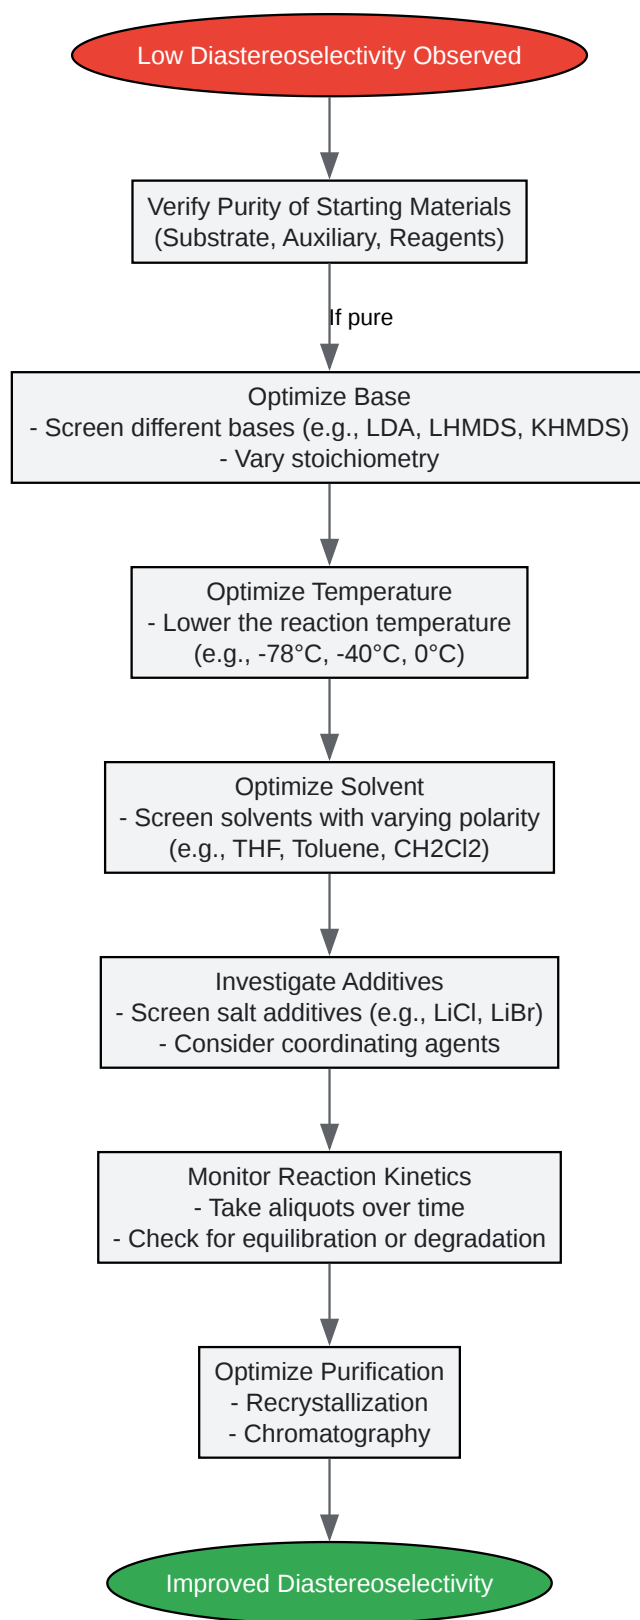 Low Diastereoselectivity Observed
Verify Purity of Starting Materials
(Substrate, Auxiliary, Reagents)
If pure
Optimize Base
- Screen different bases (e.g., LDA, LHMDS, KHMDS)
- Vary stoichiometry
Optimize Temperature
- Lower the reaction temperature
(e.g., -78°C, -40°C, 0°C)
Optimize Solvent
- Screen solvents with varying polarity
(e.g., THF, Toluene, CH2Cl2)
Investigate Additives
- Screen salt additives (e.g., LiCl, LiBr)
- Consider coordinating agents
Monitor Reaction Kinetics
- Take aliquots over time
- Check for equilibration or degradation
Optimize Purification
- Recrystallization
- Chromatography
Improved Diastereoselectivity